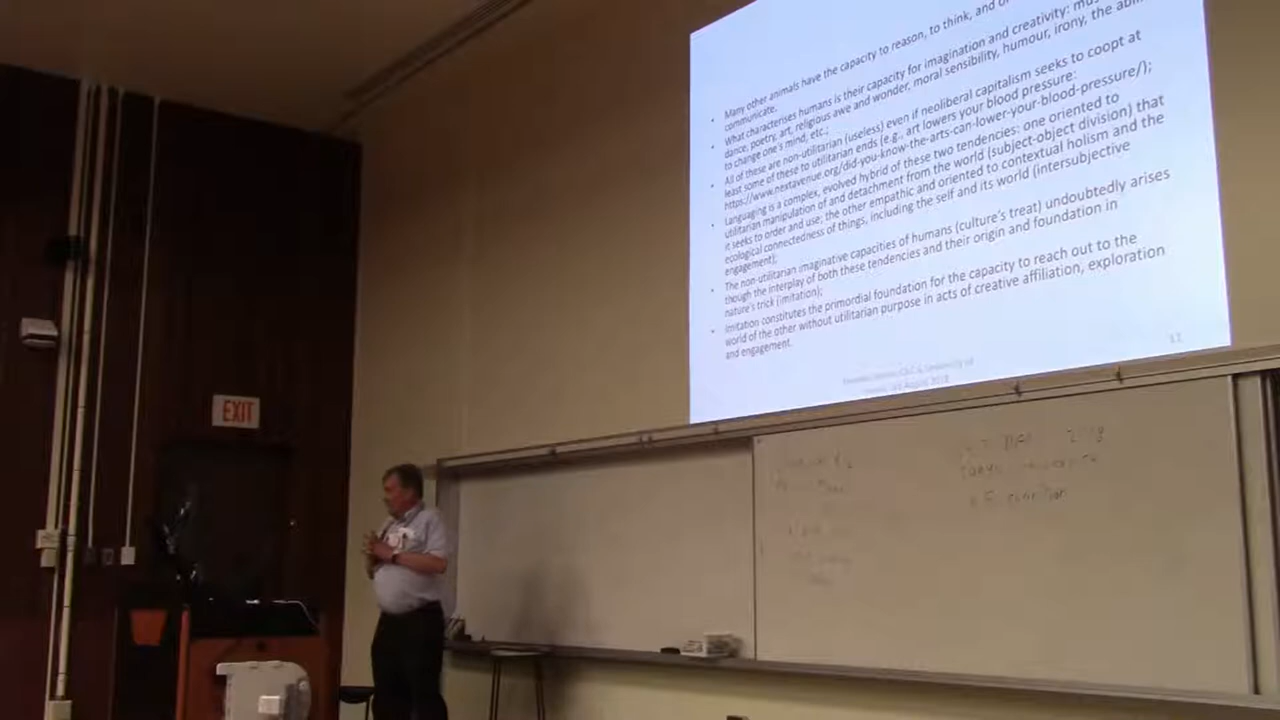 Many other animals have the capacity to reason, to think, and
communicate.
What characterises humans is their capacity for imagination and creativity:
dance, poetry, art, religious awe and wonder, moral sensibility, humour, irony, the
to change one's mind, etc.;
All of these are non-utilitarian (useless) even if neoliberal capitalism seeks to coopt at
least some of these to utilitarian ends (e.g., art lowers your blood pressure:
https://www.nextavenue.org/did-you-know-the-arts-can-lower-your-blood-pressure/);
Languaging is a complex, evolved hybrid of these two tendencies: one oriented to
utilitarian manipulation of and detachment from the world (subject-object division) that
it seeks to order and use; the other empathic and oriented to contextual holism and the
ecological connectedness of things, including the self and its world (intersubjective
engagement);
The non-utilitarian imaginative capacities of humans (culture's treat) undoubtedly arises
though the interplay of both these tendencies and their origin and foundation in
nature's trick (imitation);
Imitation constitutes the primordial foundation for the capacity to reach out to the
world of the other without utilitarian purpose in acts of creative affiliation, exploration
and engagement.
EXIT